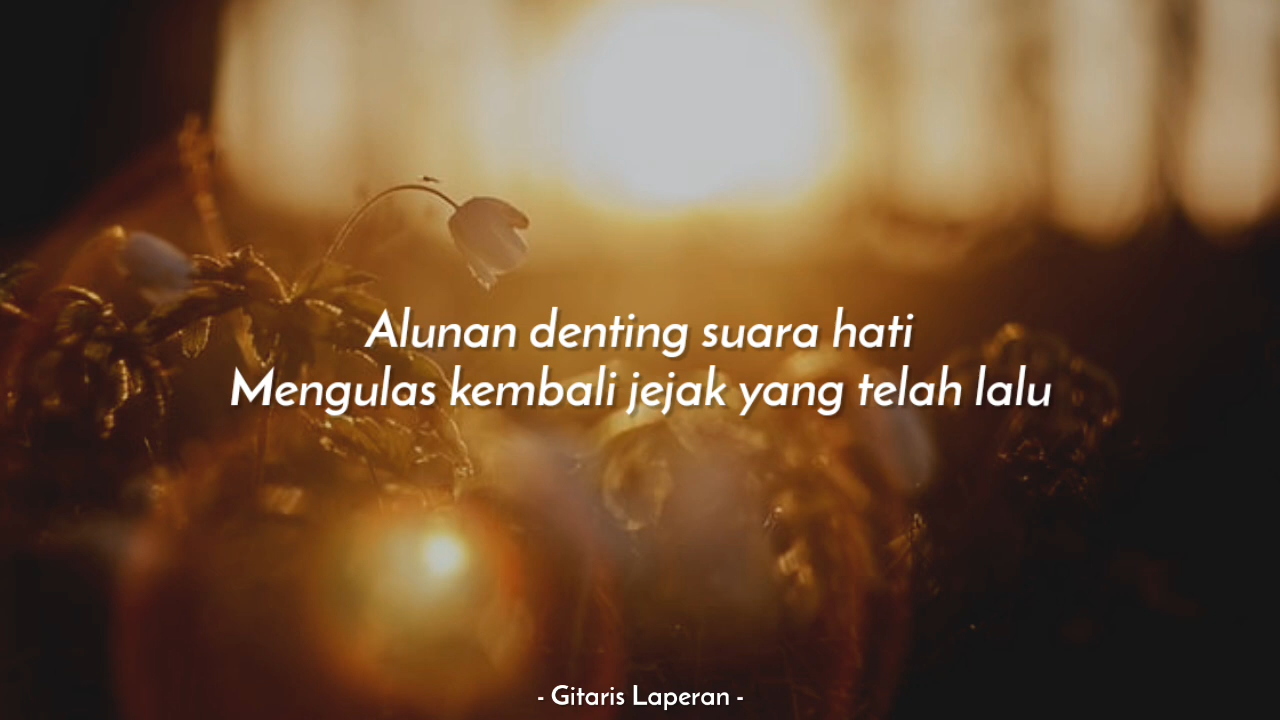 Alunan denting suara hati
Mengulas kembali jejak yang telah lalu
- Gitaris Laperan -